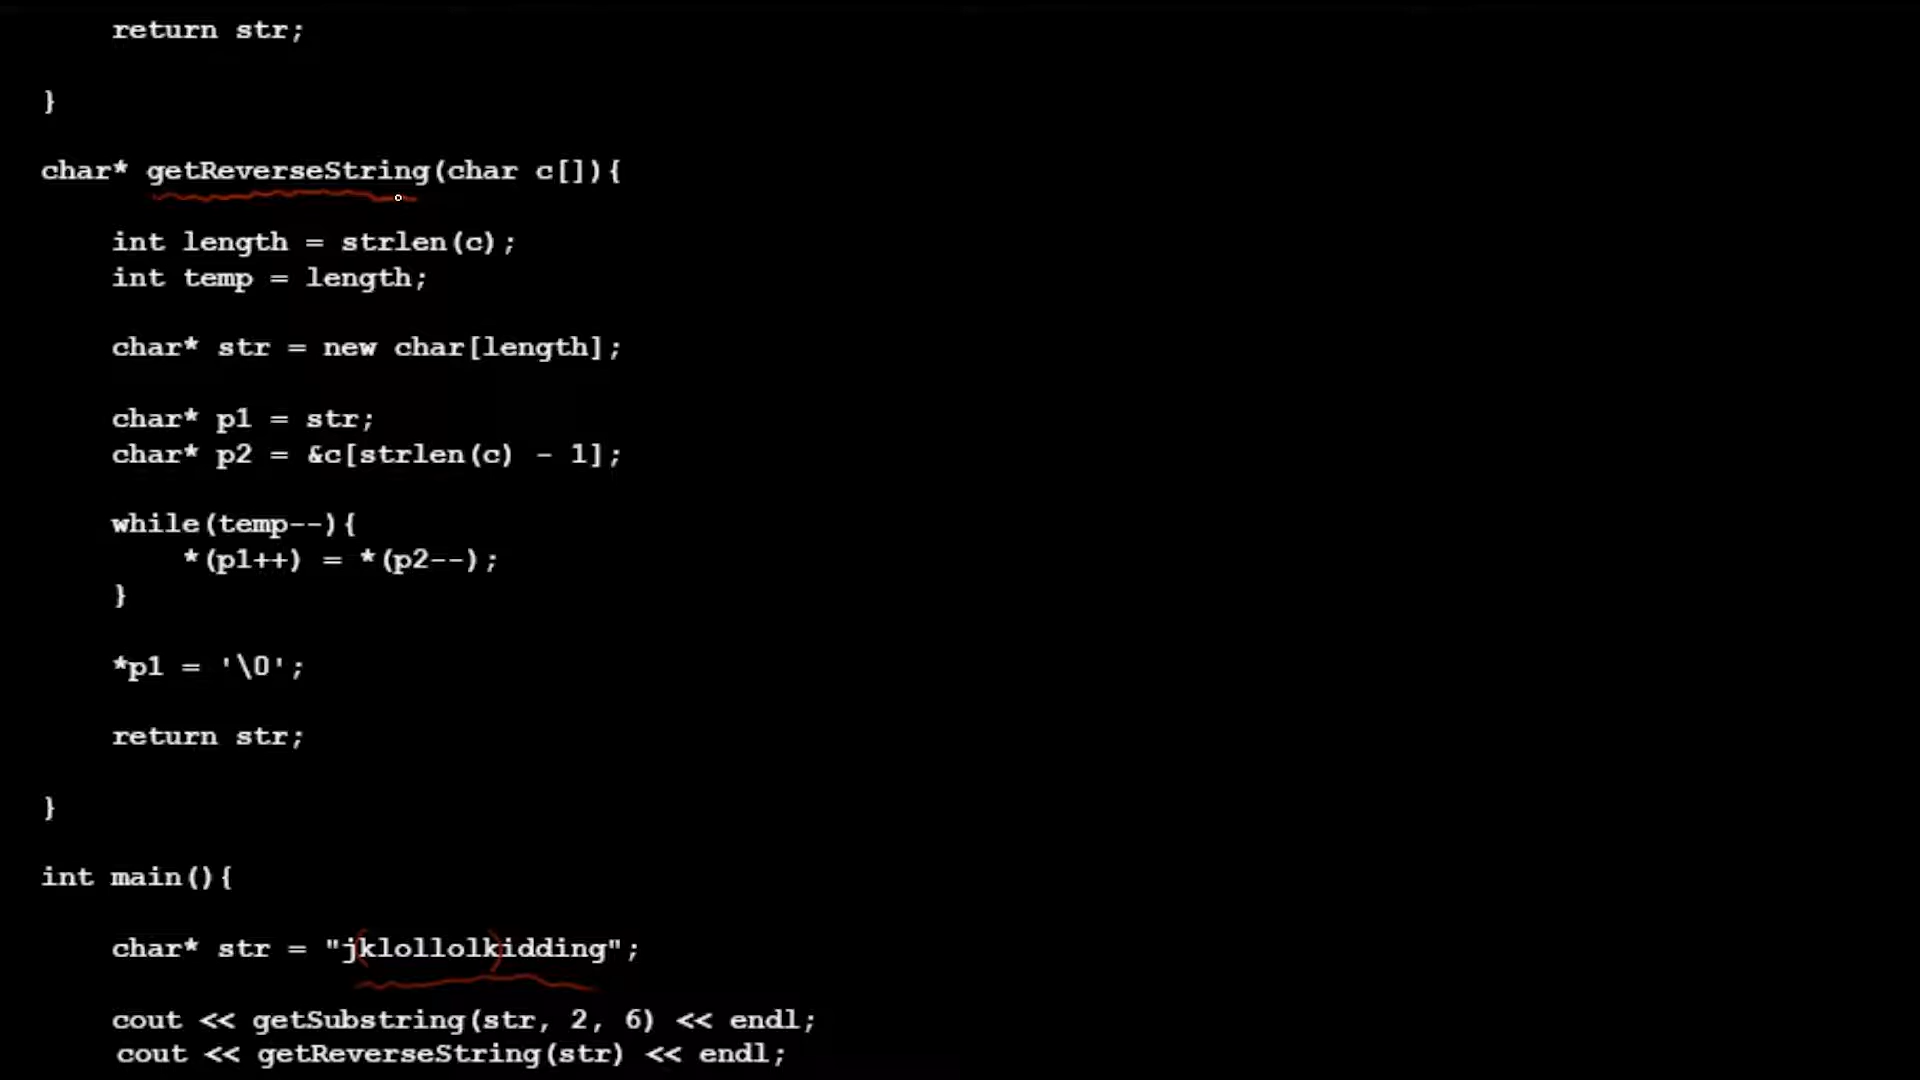 return str;
}
char* getReverseString(char c[]){
int length = strlen(c);
int temp = length;
char* str = new char[length];
char* p1 = str;
char* p2 = &c[strlen(c) - 1];
while(temp--){
*(p1++) = *(p2--);
}
*p1 = '\0';
return str;
}
int main(){
char* str = "jklollolkidding";
cout << getSubstring(str, 2, 6) << endl;
cout << getReverseString(str) << endl;